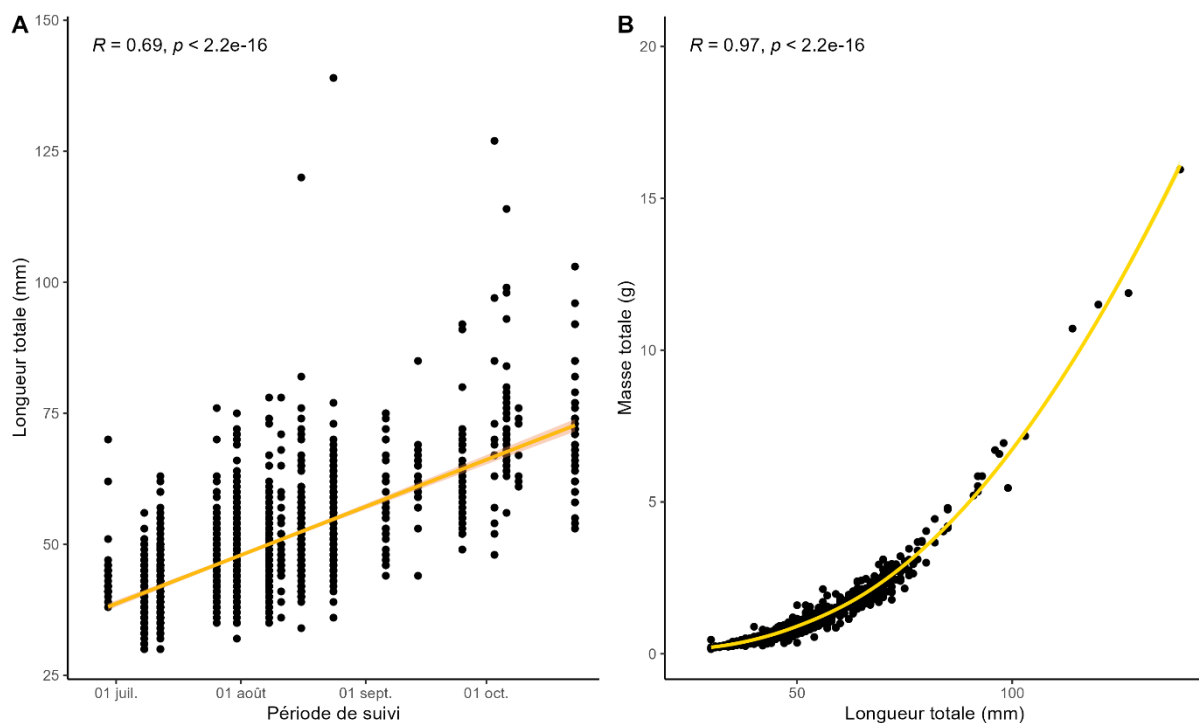 A
R = 0.69, p < 2.2e-16
150
125
100
75
50
25
Longueur totale (mm)
01 juil.
01 août
01 sept.
01 oct.
Période de suivi
B
R = 0.97, p < 2.2e-16
20
15
10
5
0
Masse totale (g)
50
100
Longueur totale (mm)